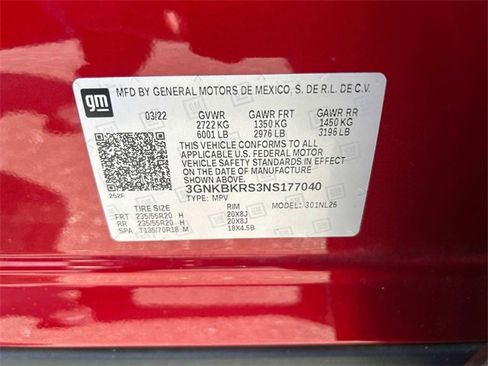 gm
MFD BY GENERAL MOTORS DE MEXICO, S. DE R.L. DE C.V.
03/22 GVWR GAWR FRT GAWR RR
2722 KG 1350 KG 1450 KG
6001 LB 2976 LB 3196 LB
THIS VEHICLE CONFORMS TO ALL
APPLICABLE U.S. FEDERAL MOTOR
VEHICLE SAFETY STANDARDS IN EFFECT
ON THE DATE OF MANUFACTURE
SHOWN ABOVE.
3GNKBKRS3NS177040
252F TYPE: MPV MODEL: 301NL26
TIRE SIZE RIM
FRT 235/55R20 H 20X8J
RR 235/55R20 H 20X8J
SPA T135/70R18 M 18X4.5B